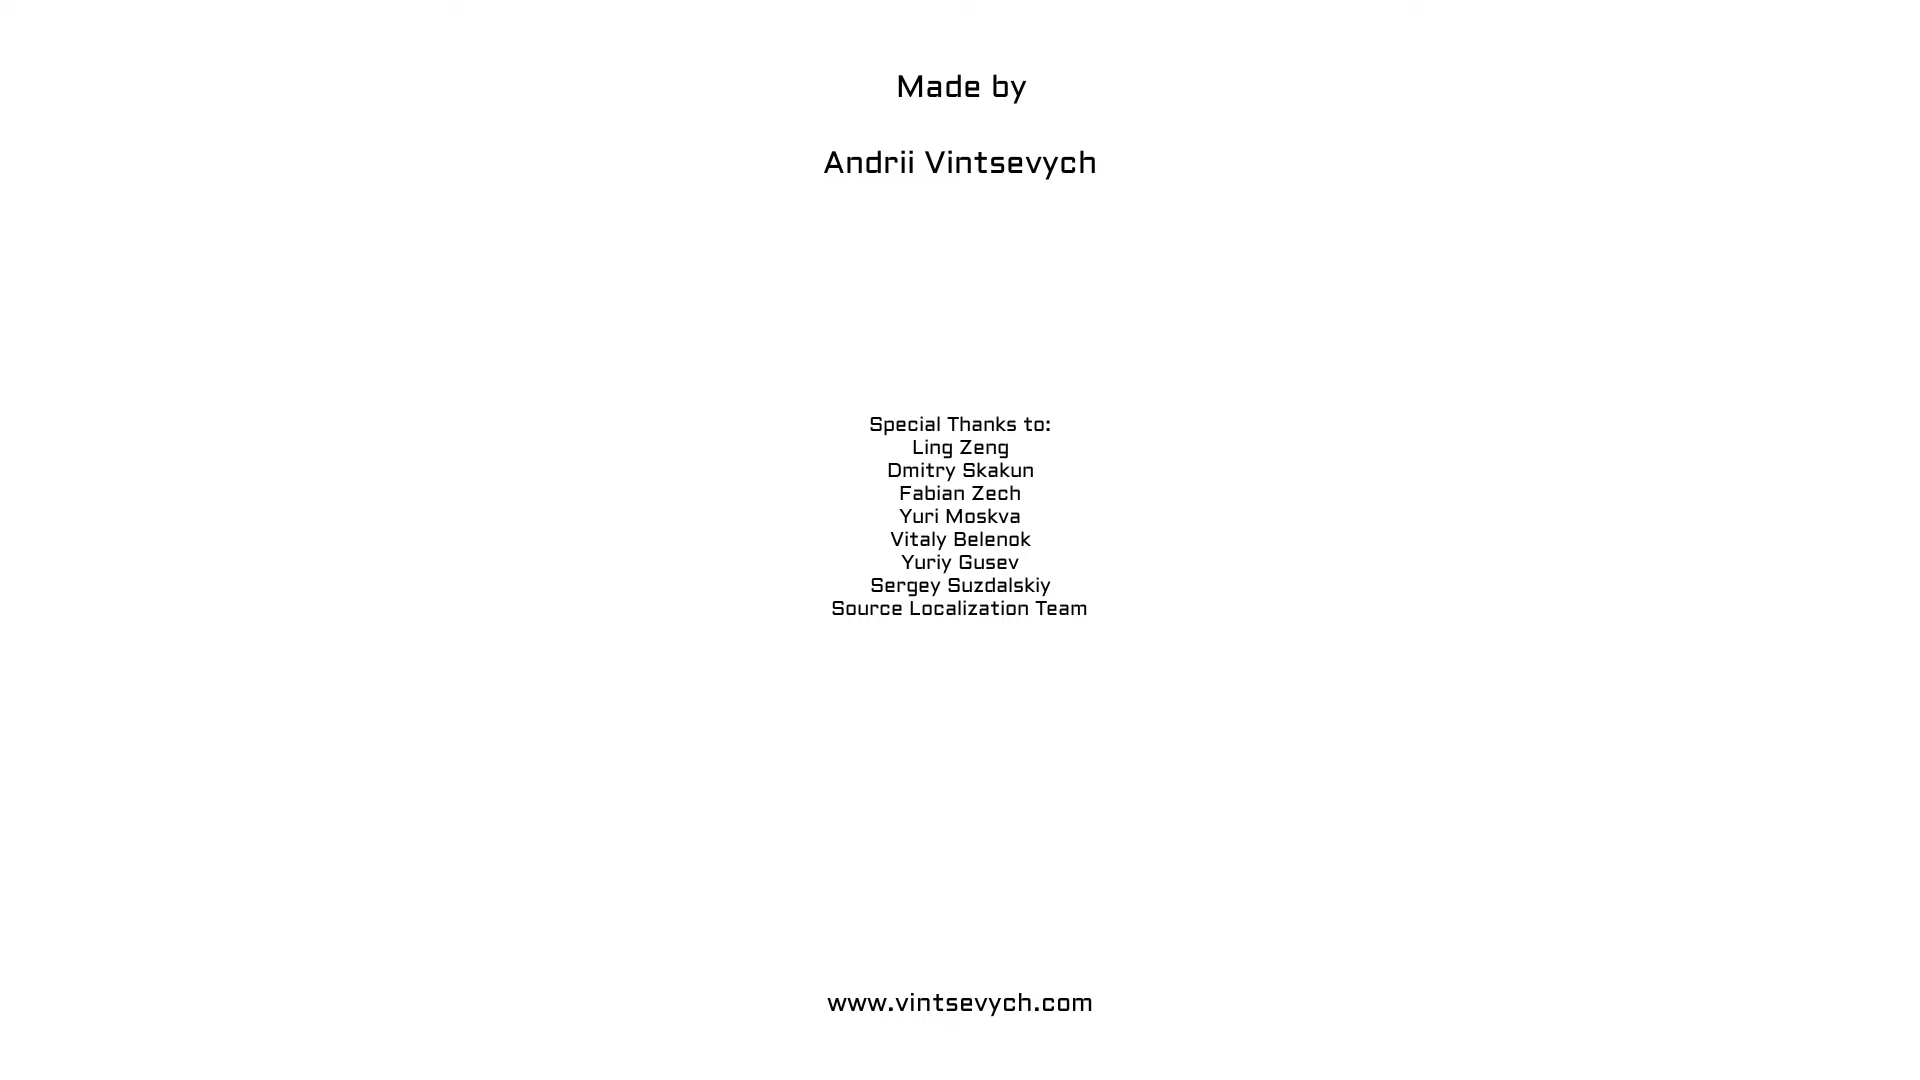 Made by
Andrii Vintsevych
Special Thanks to:
Ling Zeng
Dmitry Skakun
Fabian Zech
Yuri Moskva
Vitaly Belenok
Yuriy Gusev
Sergey Suzdalskiy
Source Localization Team
www.vintsevych.com